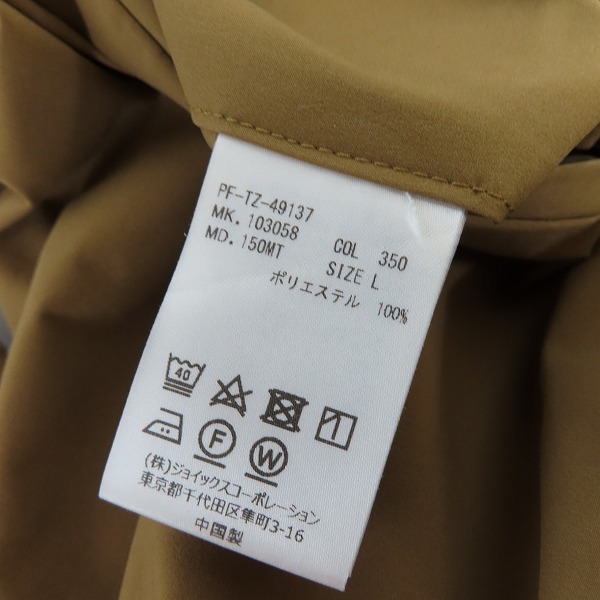 PF-TZ-49137
MK. 103058 COL 350
MD. 150MT SIZE L
ポリエステル 100%
40
F W
(株)ジョイックスコーポレーション
東京都千代田区隼町3-16
中国製